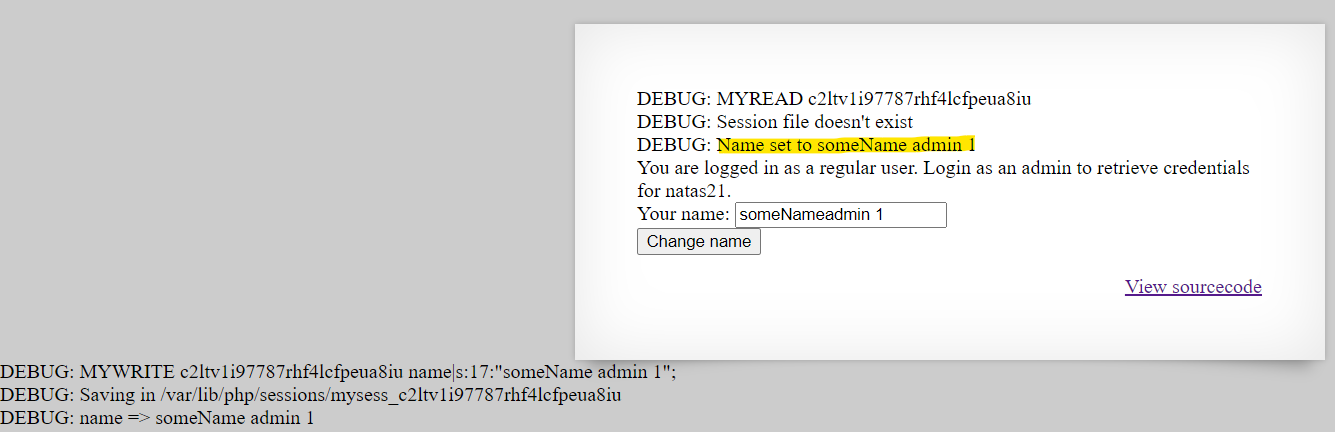 DEBUG: MYREAD c2ltv1i97787rhf4lcfpeua8iu
DEBUG: Session file doesn't exist
DEBUG: Name set to someName admin 1
You are logged in as a regular user. Login as an admin to retrieve credentials
for natas21.
Your name: someNameadmin 1
Change name
View sourcecode
DEBUG: MYWRITE c2ltv1i97787rhf4lcfpeua8iu name|s:17:"someName admin 1";
DEBUG: Saving in /var/lib/php/sessions/mysess_c2ltv1i97787rhf4lcfpeua8iu
DEBUG: name => someName admin 1